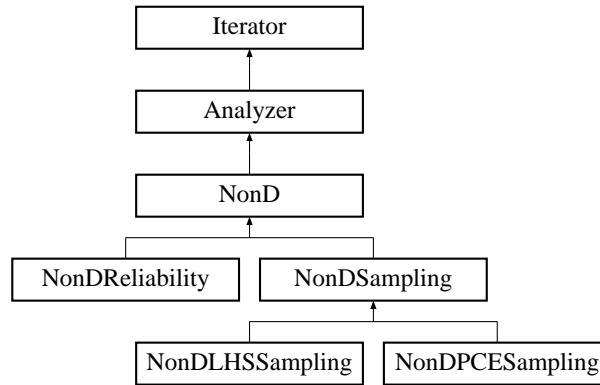 Iterator
Analyzer
NonD
NonDReliability
NonDSampling
NonDLHSSampling
NonDPCESampling